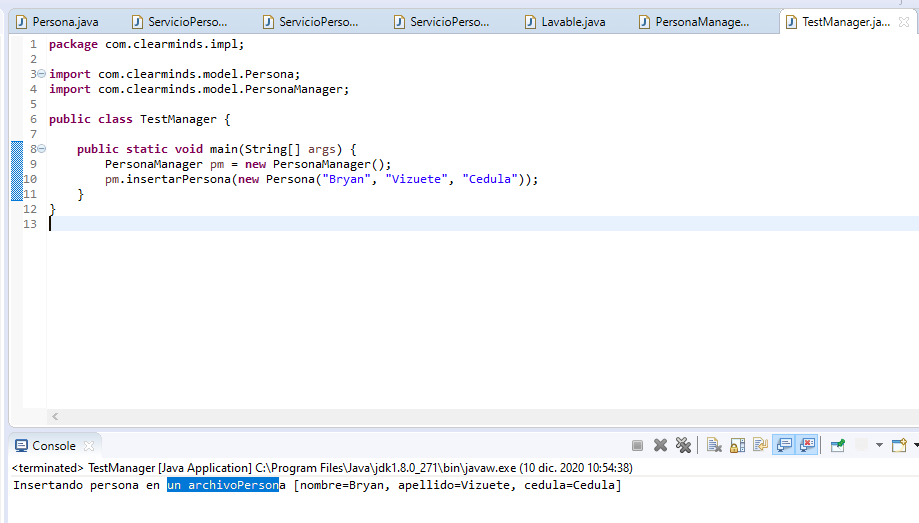 Persona.java
ServicioPerso...
ServicioPerso...
ServicioPerso...
Lavable.java
PersonaManage...
TestManager.ja...
1 package com.clearminds.impl;
2
3 import com.clearminds.model.Persona;
4 import com.clearminds.model.PersonaManager;
5
6 public class TestManager {
7
8 public static void main(String[] args) {
9 PersonaManager pm = new PersonaManager();
10 pm.insertarPersona(new Persona("Bryan", "Vizuete", "Cedula"));
11 }
12 }
13
Console
<terminated> TestManager [Java Application] C:\Program Files\Java\jdk1.8.0_271\bin\javaw.exe (10 dic. 2020 10:54:38)
Insertando persona en un archivoPersona [nombre=Bryan, apellido=Vizuete, cedula=Cedula]